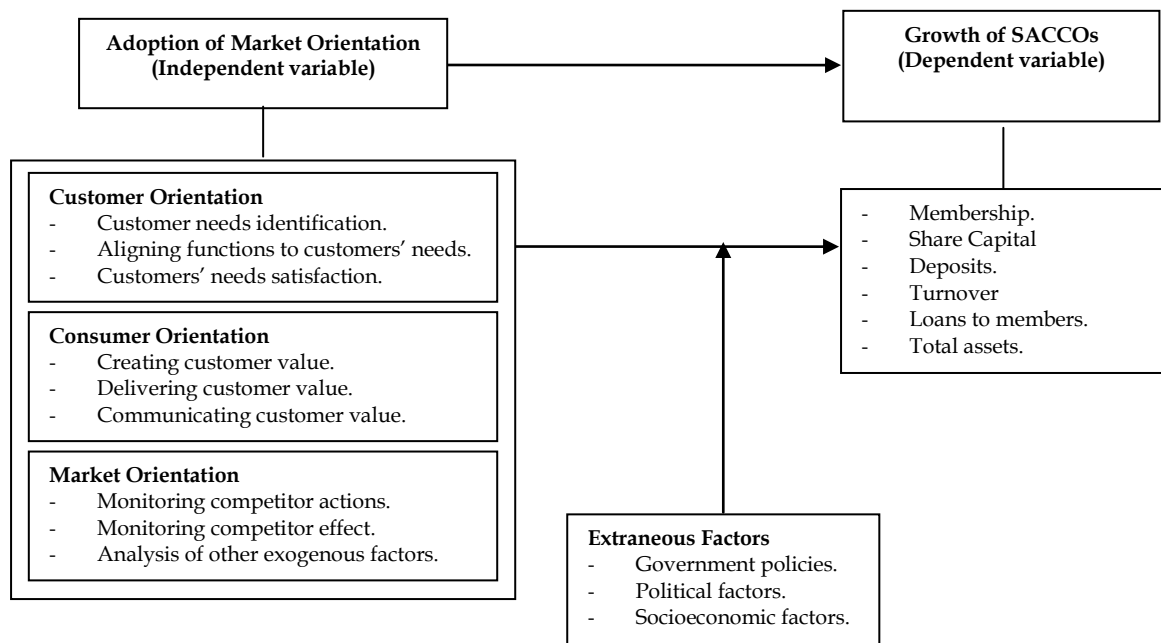 Adoption of Market Orientation
(Independent variable)
Growth of SACCOs
(Dependent variable)
Customer Orientation
- Customer needs identification.
- Aligning functions to customers' needs.
- Customers' needs satisfaction.
Consumer Orientation
- Creating customer value.
- Delivering customer value.
- Communicating customer value.
Market Orientation
- Monitoring competitor actions.
- Monitoring competitor effect.
- Analysis of other exogenous factors.
- Membership.
- Share Capital
- Deposits.
- Turnover
- Loans to members.
- Total assets.
Extraneous Factors
- Government policies.
- Political factors.
- Socioeconomic factors.